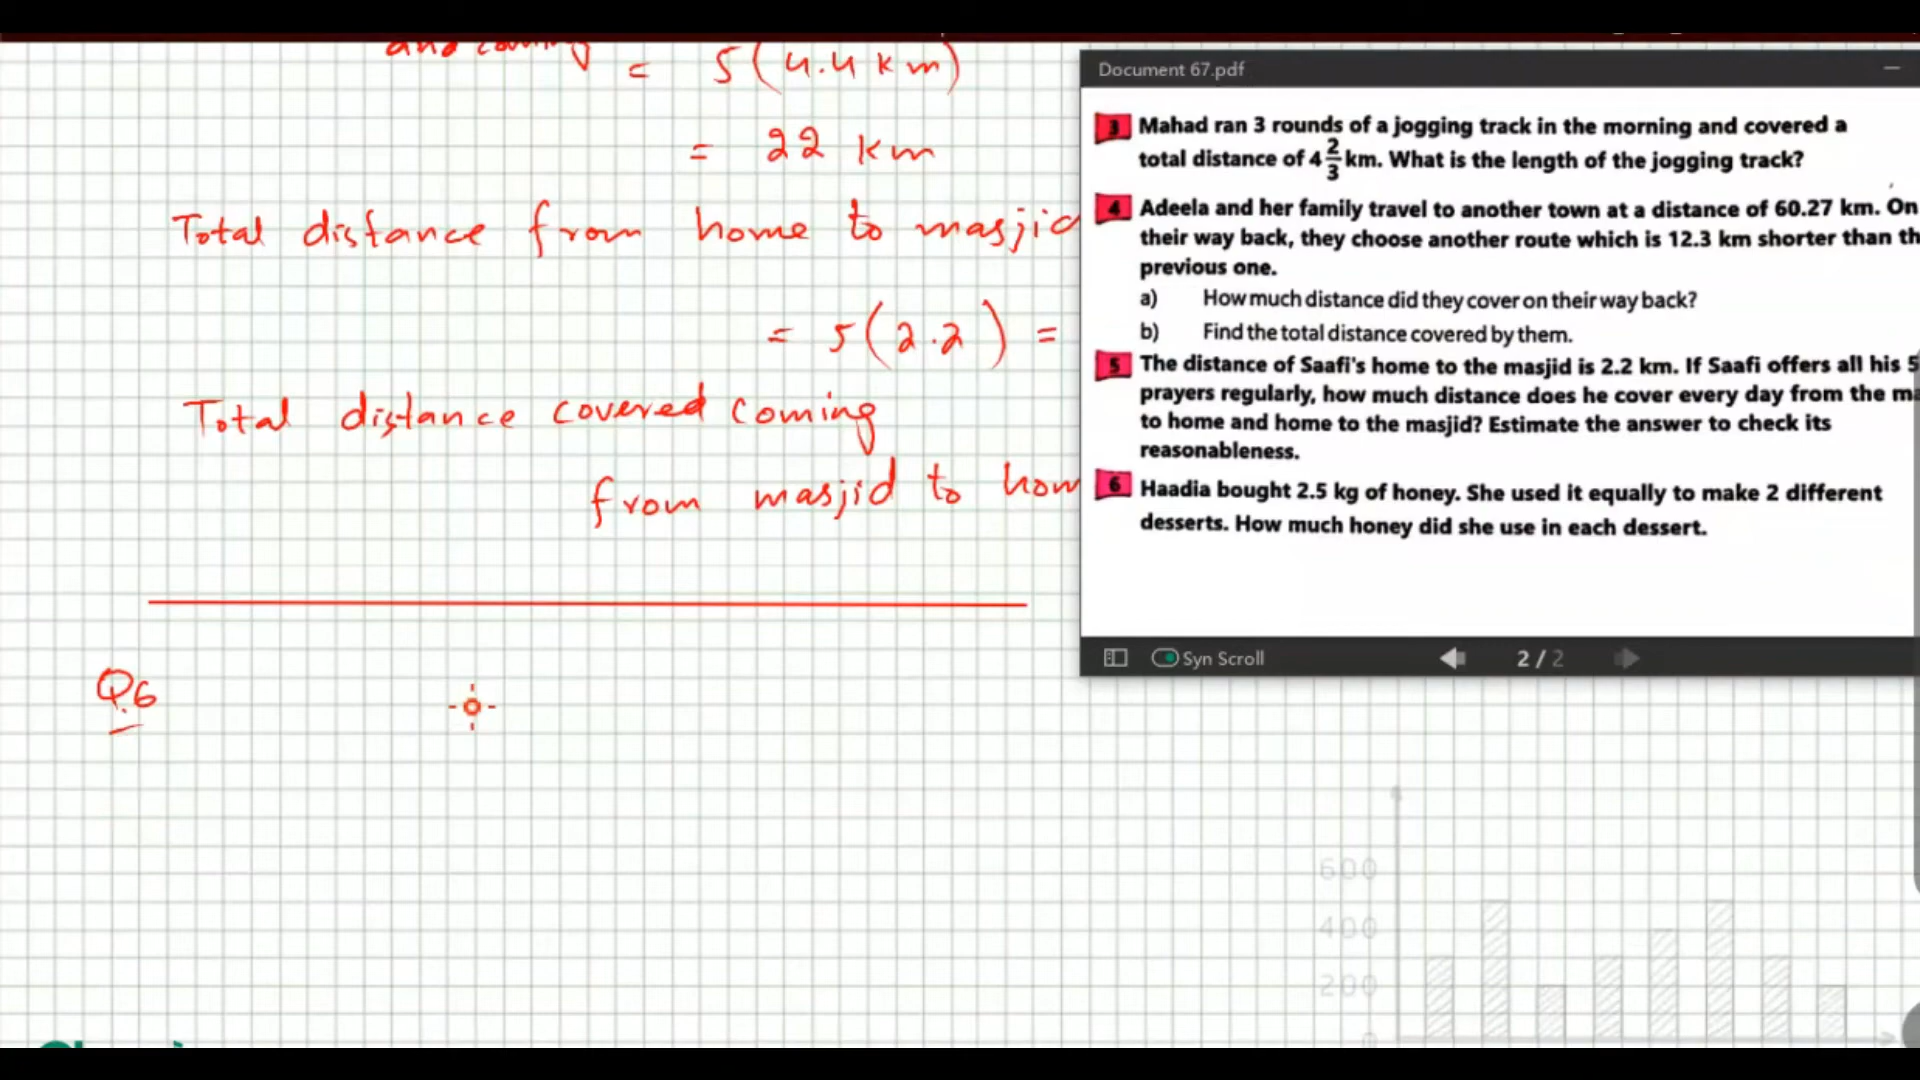 and coming = 5(4.4 km)
= 22 km
Total distance from home to masjid
= 5(2.2) =
Total distance covered coming
from masjid to hom
Q.6
Document 67.pdf
3 Mahad ran 3 rounds of a jogging track in the morning and covered a
total distance of 4 2/3 km. What is the length of the jogging track?
4 Adeela and her family travel to another town at a distance of 60.27 km. On
their way back, they choose another route which is 12.3 km shorter than th
previous one.
a) How much distance did they cover on their way back?
b) Find the total distance covered by them.
5 The distance of Saafi's home to the masjid is 2.2 km. If Saafi offers all his 5
prayers regularly, how much distance does he cover every day from the ma
to home and home to the masjid? Estimate the answer to check its
reasonableness.
6 Haadia bought 2.5 kg of honey. She used it equally to make 2 different
desserts. How much honey did she use in each dessert.
Syn Scroll
2 / 2
600
400
200
0